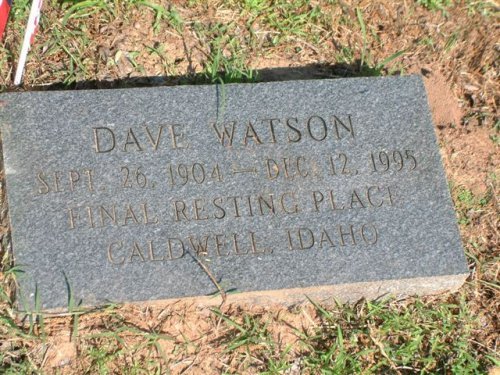 DAVE WATSON
SEPT. 26, 1904 — DEC. 12, 1995
FINAL RESTING PLACE
CALDWELL, IDAHO